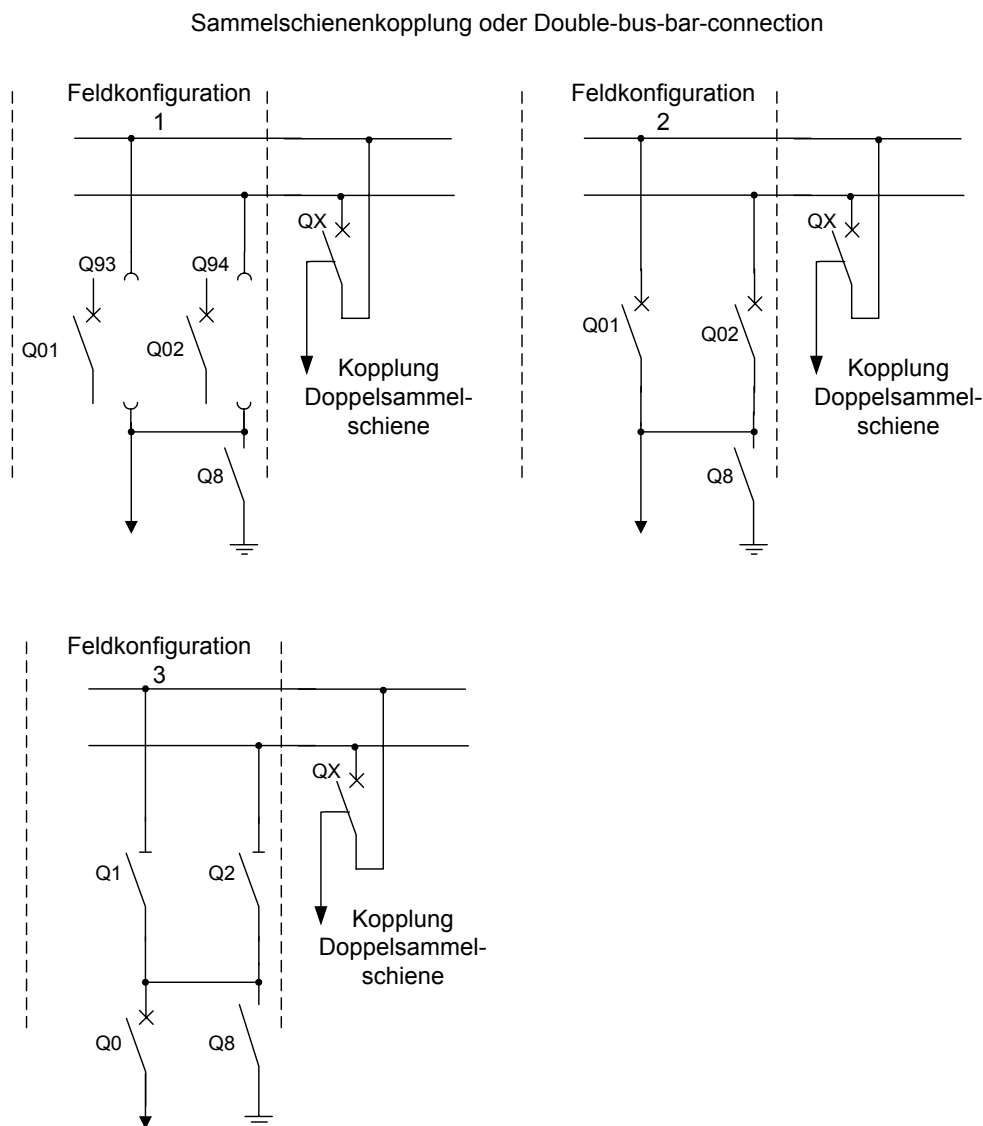 Sammelschienenkopplung oder Double-bus-bar-connection
Feldkonfiguration
1
QX
Q93
Q94
Q01
Q02
Kopplung
Doppelsammel-
schiene
Q8
Feldkonfiguration
2
QX
Q01
Q02
Kopplung
Doppelsammel-
schiene
Q8
Feldkonfiguration
3
QX
Q1
Q2
Kopplung
Doppelsammel-
schiene
Q0
Q8